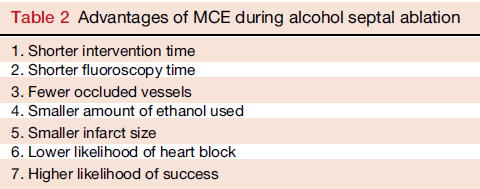 Table 2 Advantages of MCE during alcohol septal ablation
1. Shorter intervention time
2. Shorter fluoroscopy time
3. Fewer occluded vessels
4. Smaller amount of ethanol used
5. Smaller infarct size
6. Lower likelihood of heart block
7. Higher likelihood of success